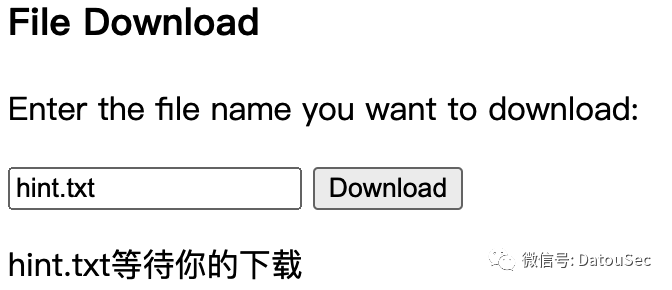 File Download
Enter the file name you want to download:
hint.txt Download
hint.txt等待你的下载
微信号: DatouSec